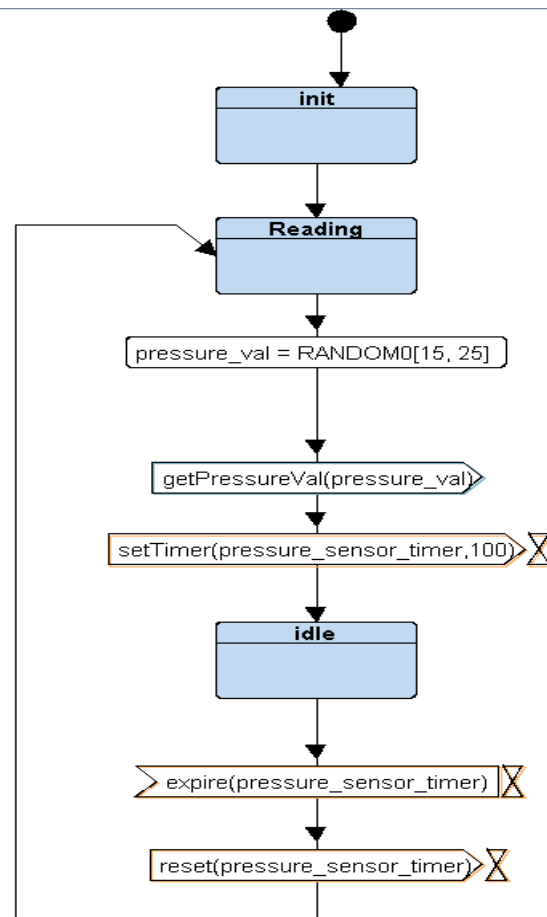 init
Reading
pressure_val = RANDOM0[15, 25]
getPressureVal(pressure_val)
setTimer(pressure_sensor_timer,100)
idle
expire(pressure_sensor_timer)
reset(pressure_sensor_timer)